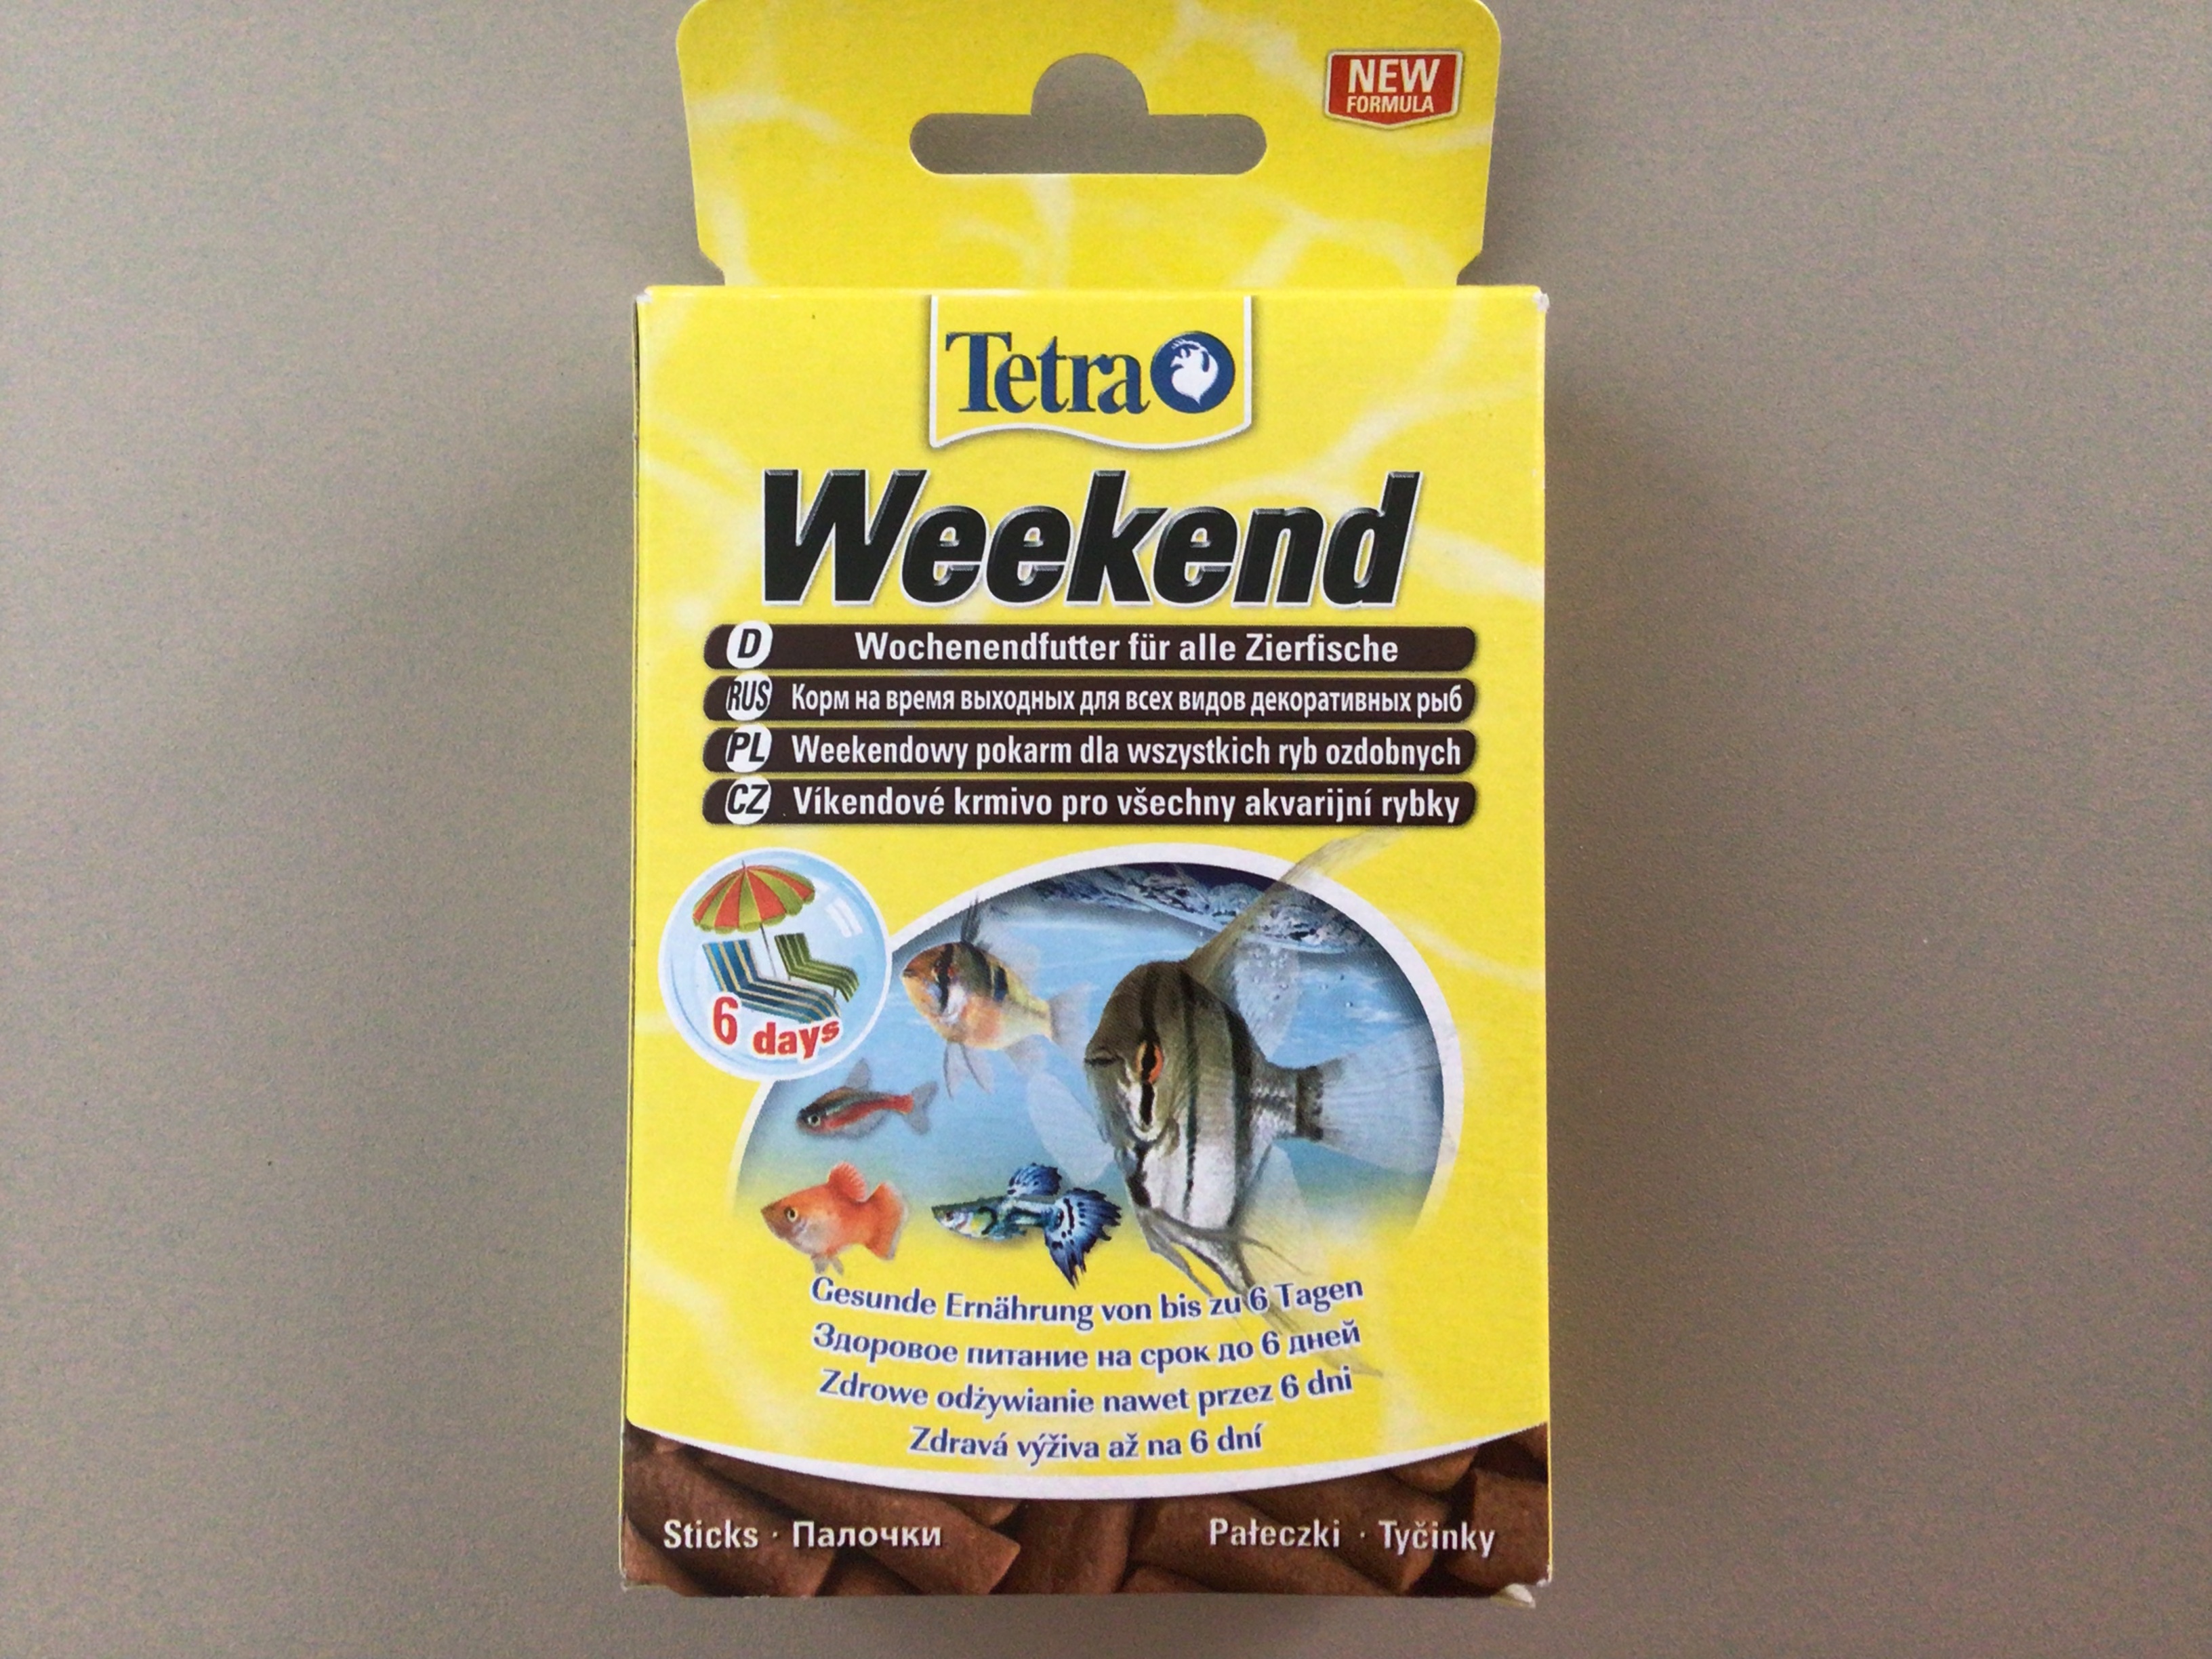 NEW
FORMULA
Tetra
Weekend
D Wochenendfutter für alle Zierfische
RUS Корм на время выходных для всех видов декоративных рыб
PL Weekendowy pokarm dla wszystkich ryb ozdobnych
CZ Víkendové krmivo pro všechny akvarijní rybky
6 days
Gesunde Ernährung von bis zu 6 Tagen
Здоровое питание на срок до 6 дней
Zdrowe odżywianie nawet przez 6 dni
Zdravá výživa až na 6 dní
Sticks · Палочки Pałeczki · Tyčinky